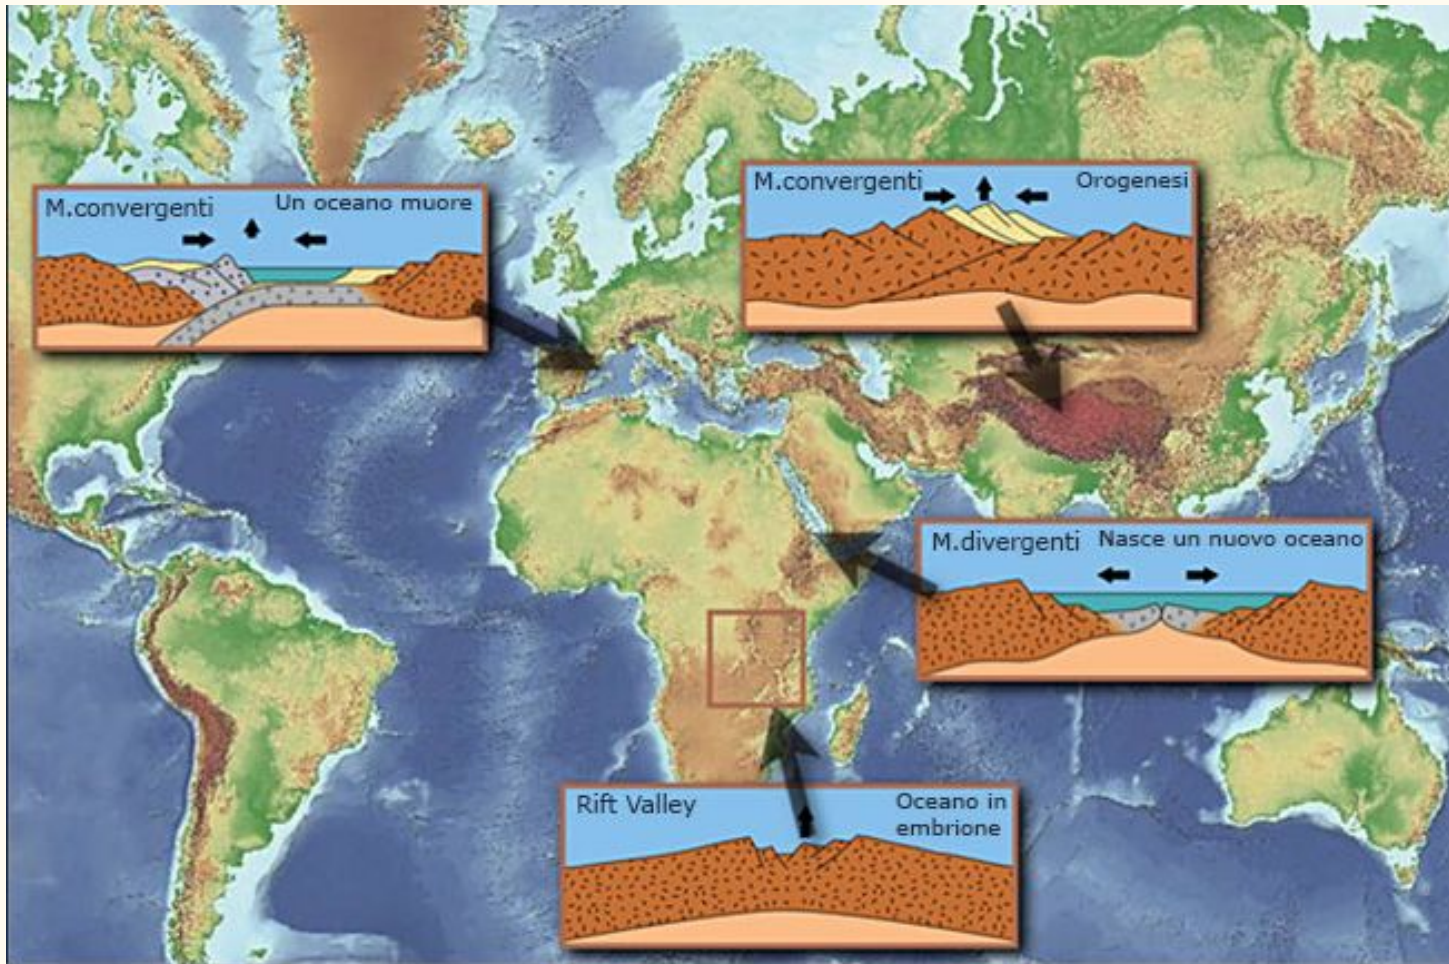 M.convergenti
Un oceano muore
M.convergenti
Orogenesi
M.divergenti
Nasce un nuovo oceano
Rift Valley
Oceano in
embrione